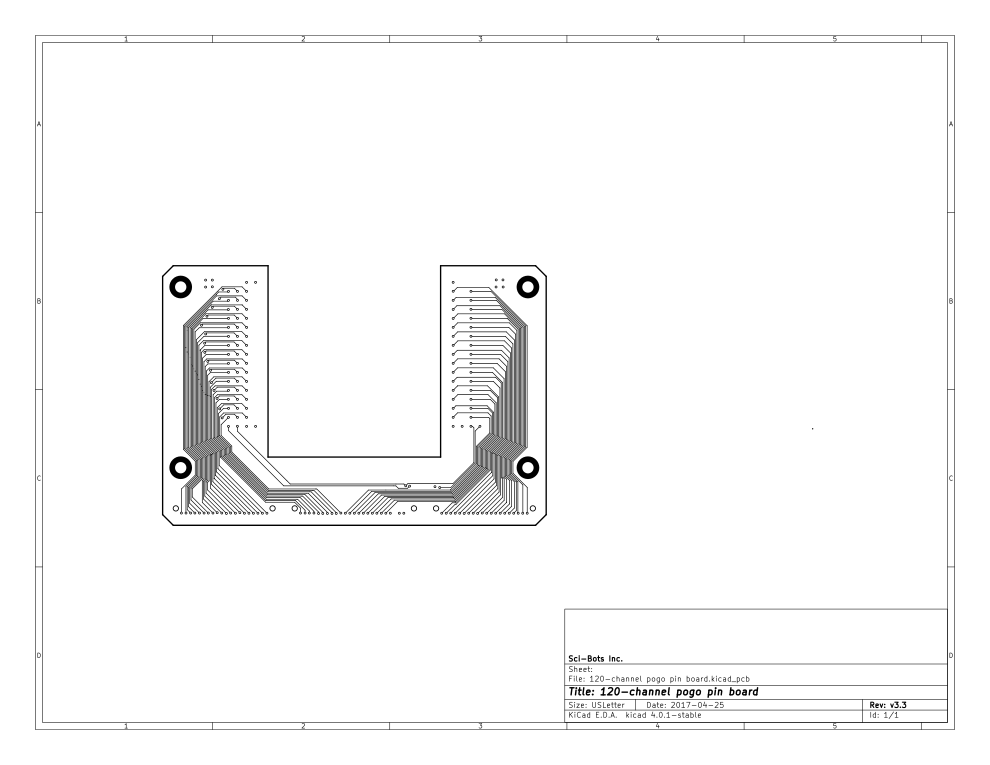 1 2 3 4 5
A A
B B
C C
D D
Sci-Bots Inc.
Sheet:
File: 120-channel pogo pin board.kicad_pcb
Title: 120-channel pogo pin board
Size: USLetter Date: 2017-04-25 Rev: v3.3
KiCad E.D.A. kicad 4.0.1-stable Id: 1/1
1 2 3 4 5